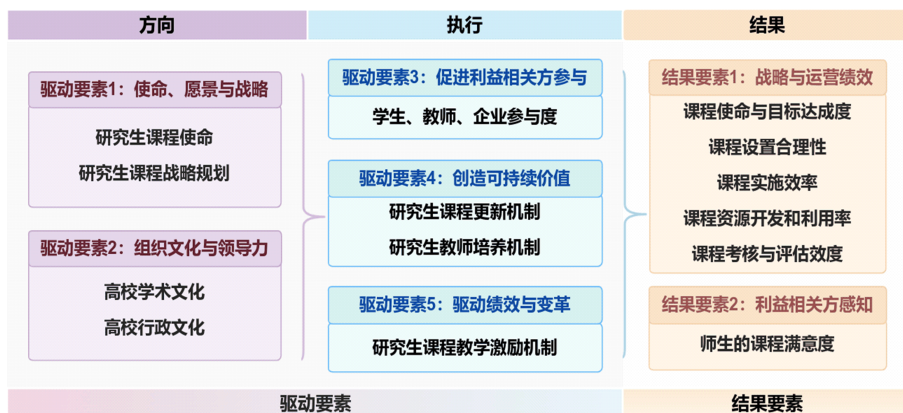 方向
执行
结果
驱动要素1：使命、愿景与战略
研究生课程使命
研究生课程战略规划
驱动要素2：组织文化与领导力
高校学术文化
高校行政文化
驱动要素3：促进利益相关方参与
学生、教师、企业参与度
驱动要素4：创造可持续价值
研究生课程更新机制
研究生教师培养机制
驱动要素5：驱动绩效与变革
研究生课程教学激励机制
结果要素1：战略与运营绩效
课程使命与目标达成度
课程设置合理性
课程实施效率
课程资源开发和利用率
课程考核与评估效度
结果要素2：利益相关方感知
师生的课程满意度
驱动要素
结果要素